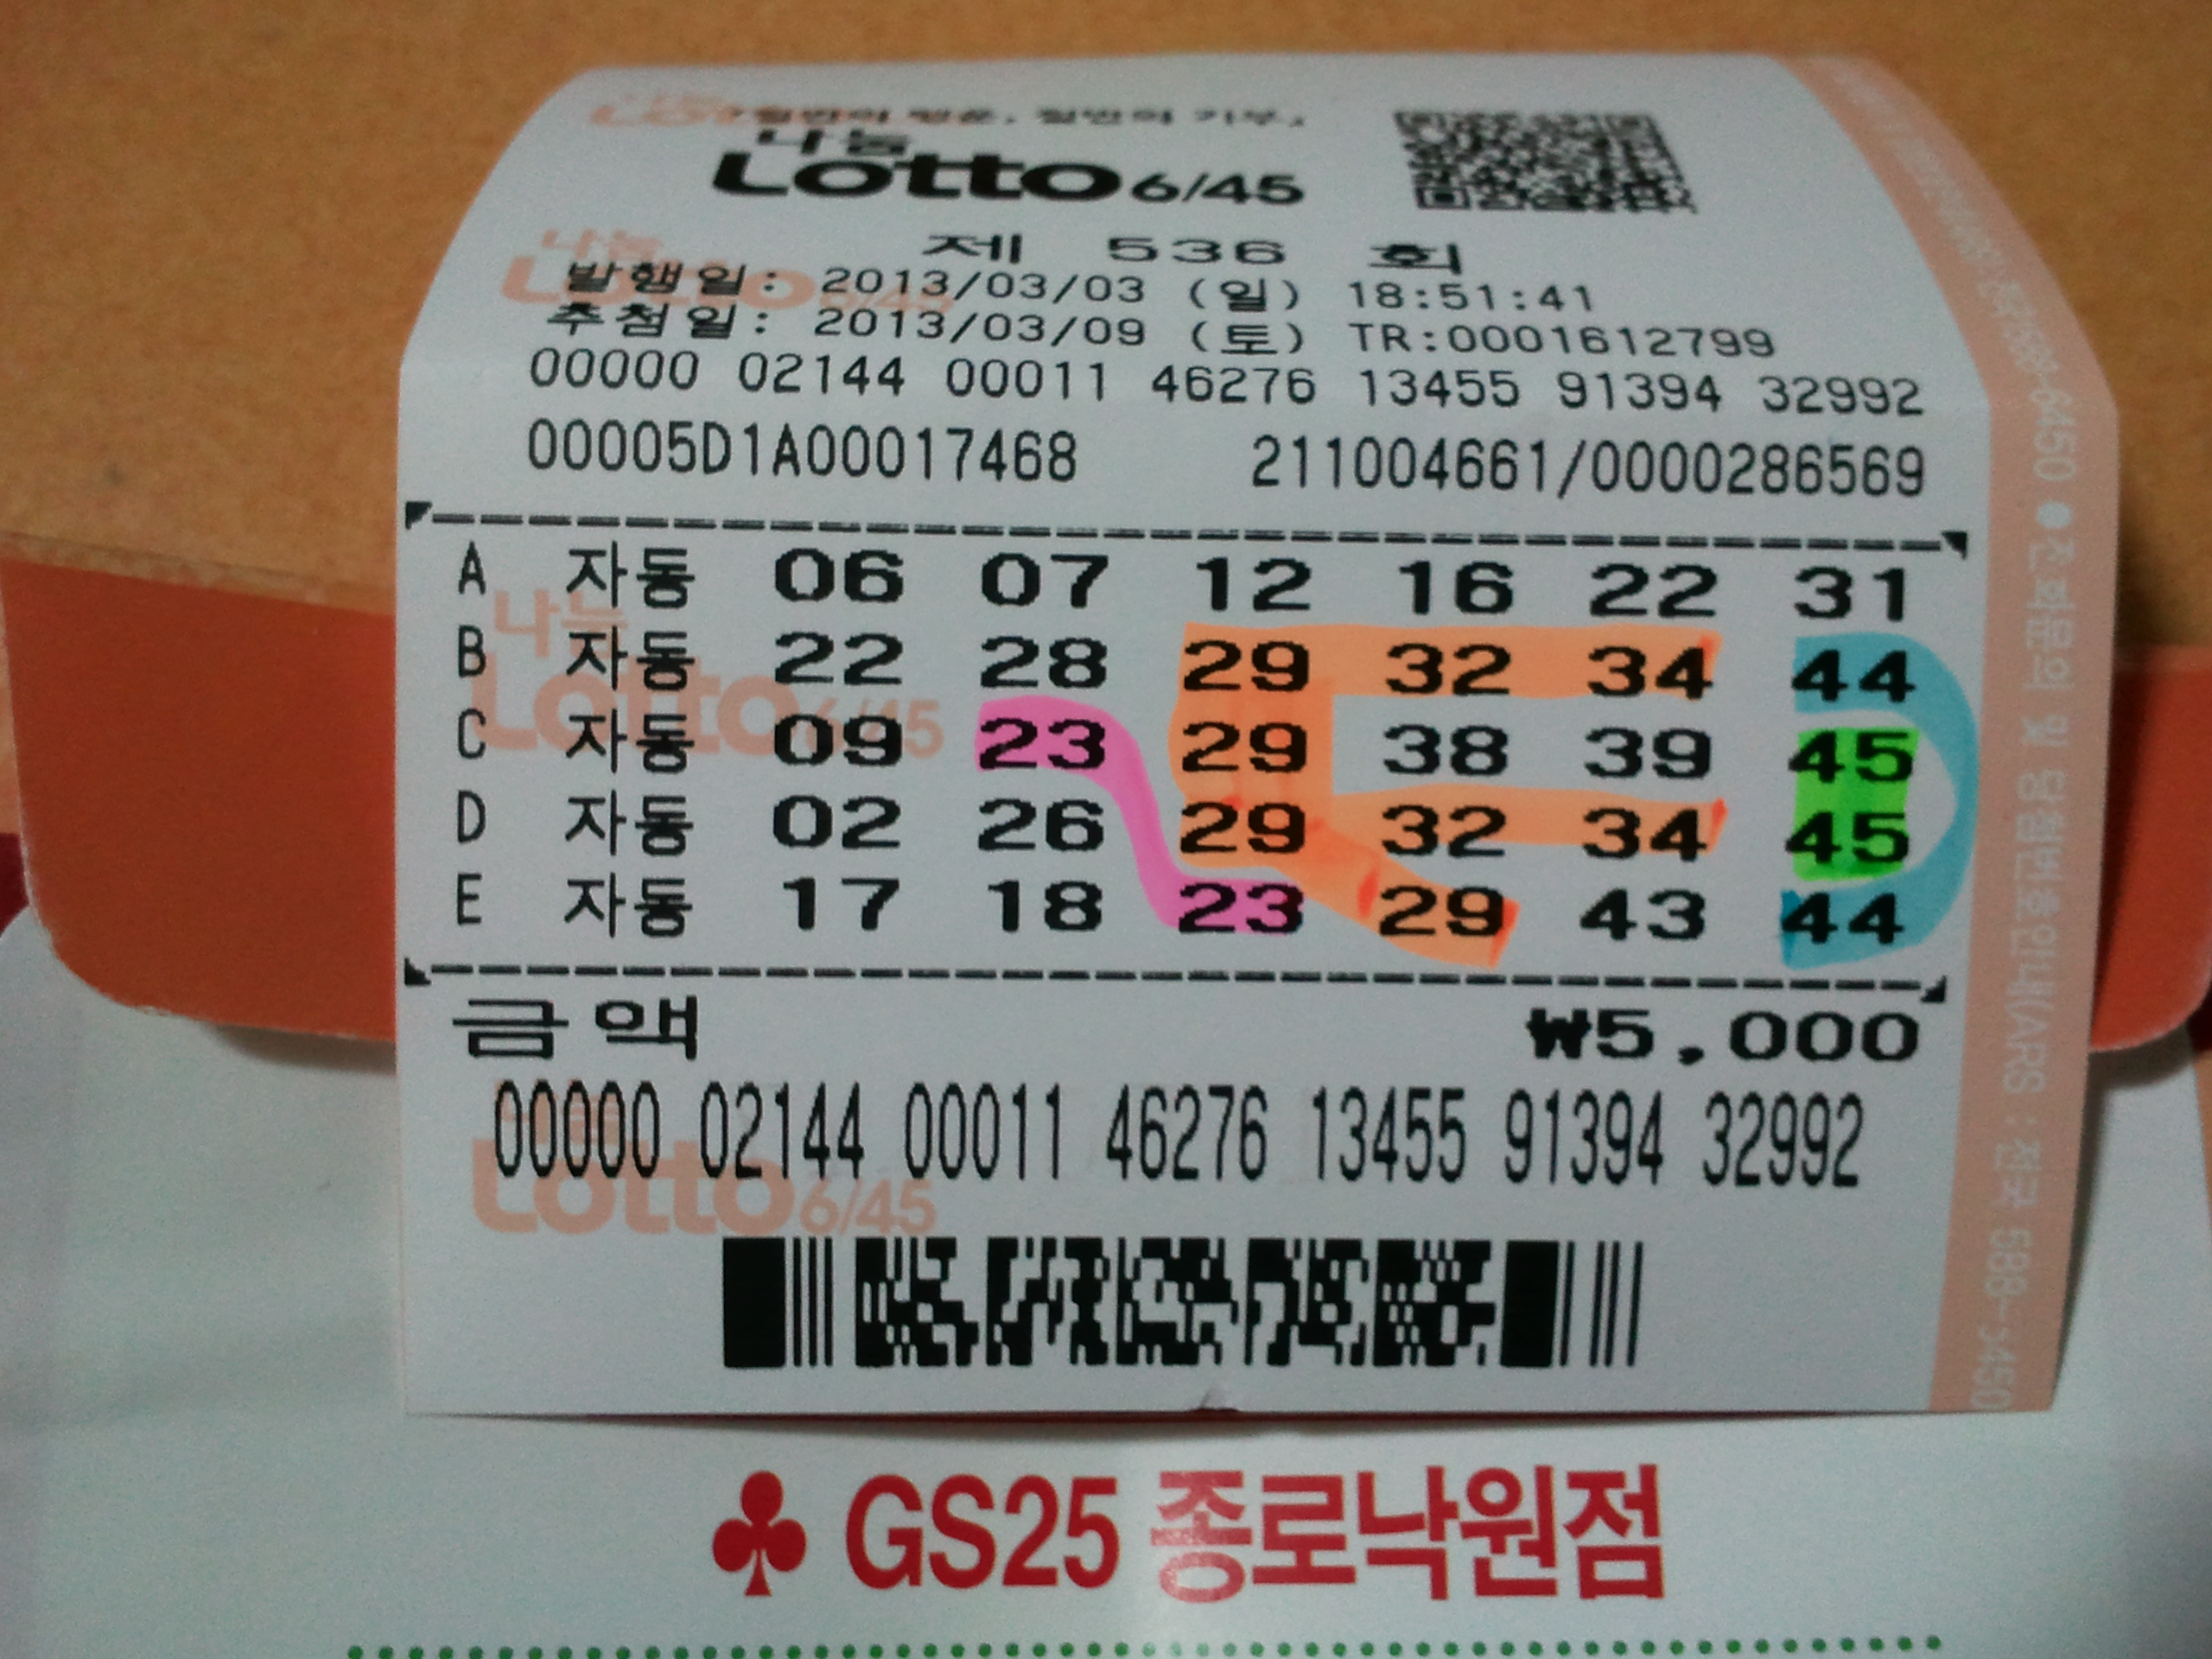 나눔
Lotto 6/45
제 536 회
발행일: 2013/03/03 (일) 18:51:41
추첨일: 2013/03/09 (토) TR:0001612799
00000 02144 00011 46276 13455 91394 32992
00005D1A00017468 211004661/0000286569
A 자동 06 07 12 16 22 31
B 자동 22 28 29 32 34 44
C 자동 09 23 29 38 39 45
D 자동 02 26 29 32 34 45
E 자동 17 18 23 29 43 44
금액 ₩5,000
00000 02144 00011 46276 13455 91394 32992
Lotto 6/45
GS25 종로낙원점